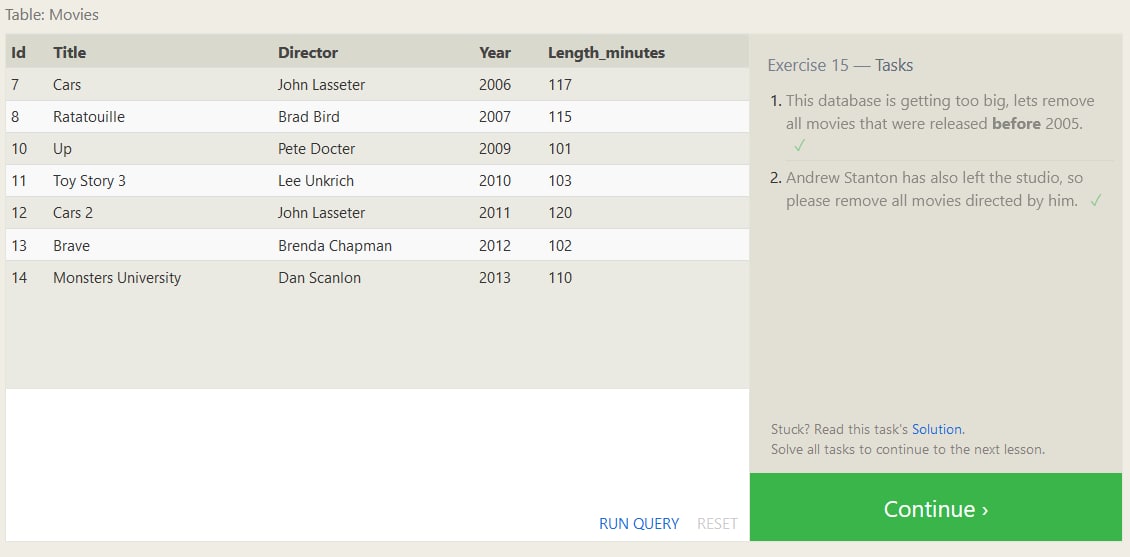 Table: Movies
Id Title Director Year Length_minutes
7 Cars John Lasseter 2006 117
8 Ratatouille Brad Bird 2007 115
10 Up Pete Docter 2009 101
11 Toy Story 3 Lee Unkrich 2010 103
12 Cars 2 John Lasseter 2011 120
13 Brave Brenda Chapman 2012 102
14 Monsters University Dan Scanlon 2013 110
RUN QUERY RESET
Exercise 15 — Tasks
1. This database is getting too big, lets remove
all movies that were released before 2005.
✓
2. Andrew Stanton has also left the studio, so
please remove all movies directed by him. ✓
Stuck? Read this task's Solution.
Solve all tasks to continue to the next lesson.
Continue ›